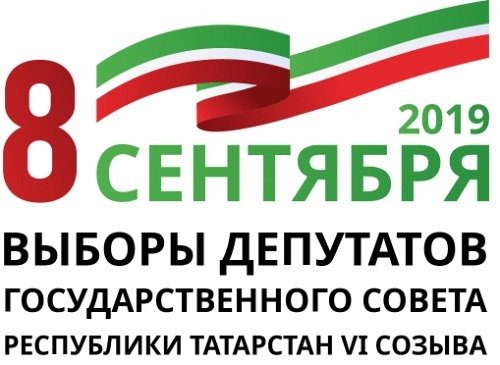 2019
8 СЕНТЯБРЯ
ВЫБОРЫ ДЕПУТАТОВ
ГОСУДАРСТВЕННОГО СОВЕТА
РЕСПУБЛИКИ ТАТАРСТАН VI СОЗЫВА